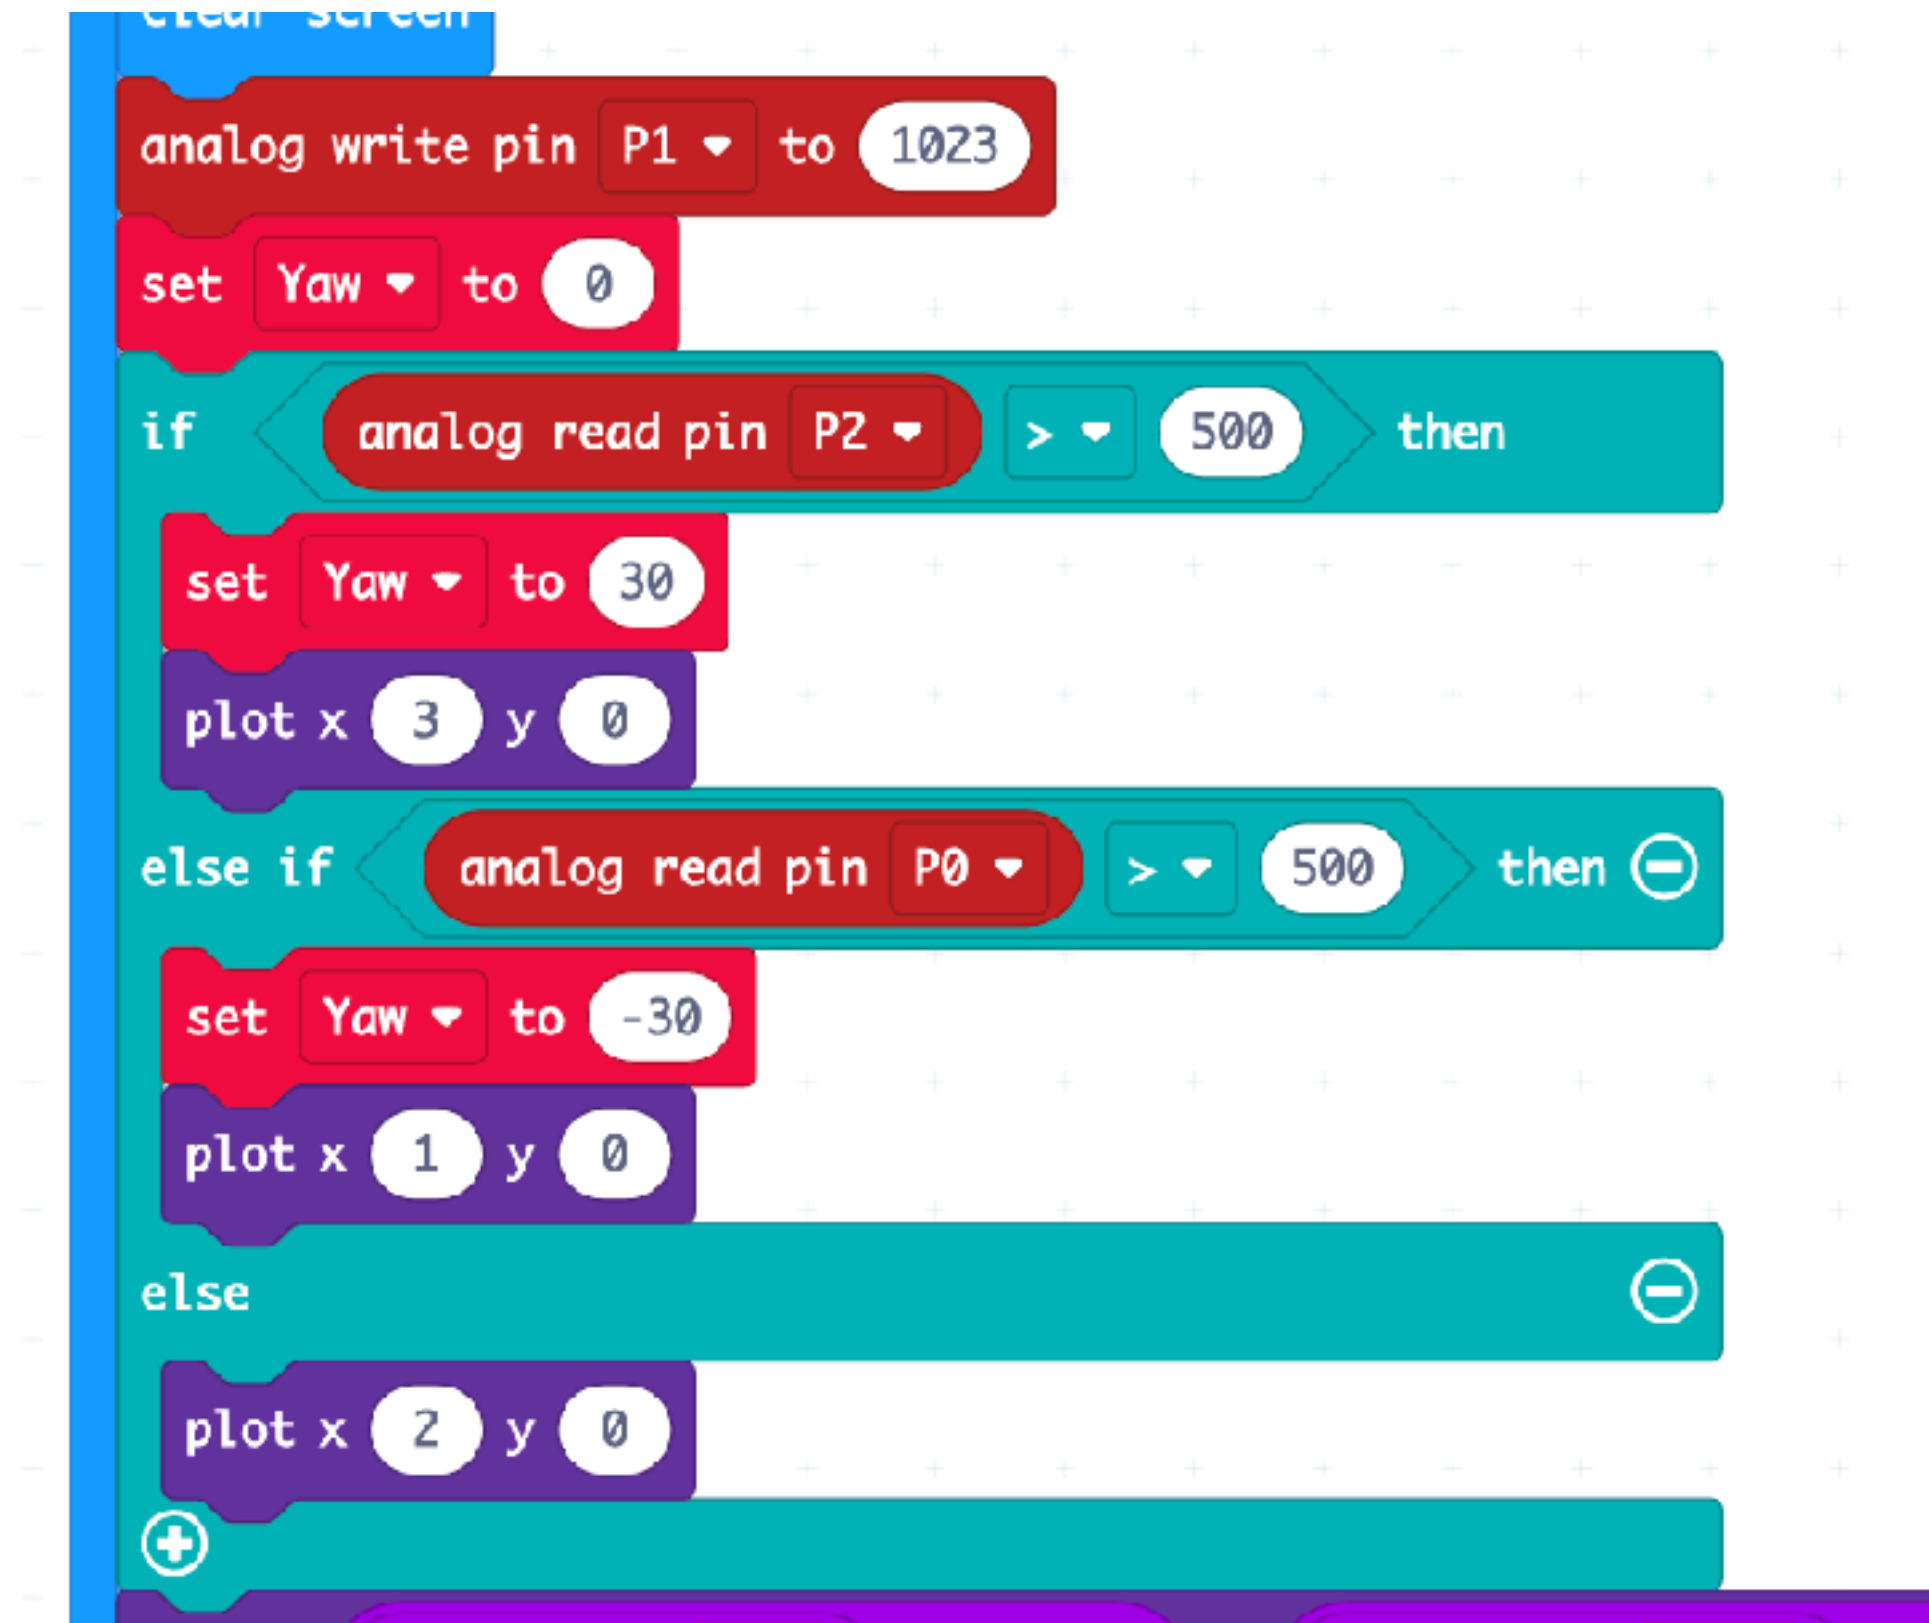 clear screen
analog write pin P1 to 1023
set Yaw to 0
if analog read pin P2 > 500 then
set Yaw to 30
plot x 3 y 0
else if analog read pin P0 > 500 then
set Yaw to -30
plot x 1 y 0
else
plot x 2 y 0